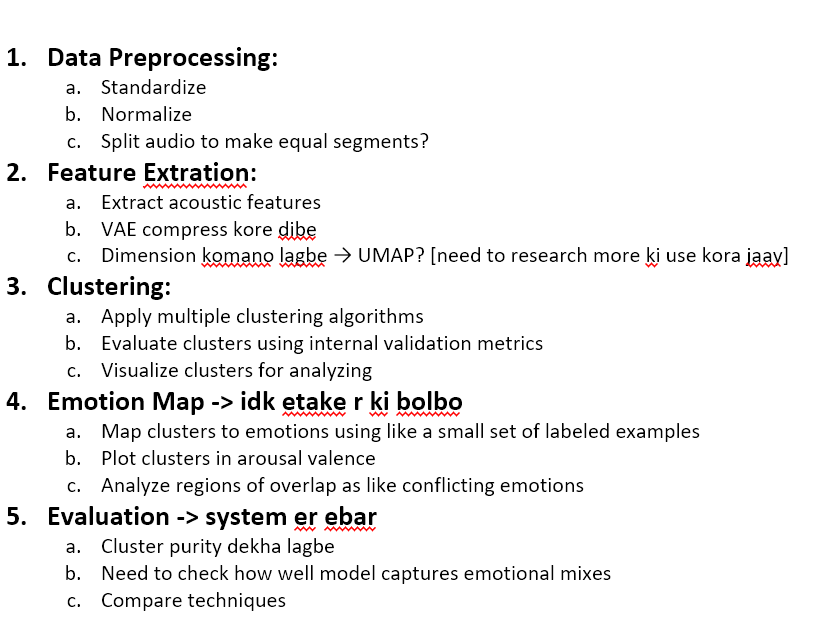 1. Data Preprocessing:
a. Standardize
b. Normalize
c. Split audio to make equal segments?
2. Feature Extration:
a. Extract acoustic features
b. VAE compress kore dibe
c. Dimension komano lagbe → UMAP? [need to research more ki use kora jaay]
3. Clustering:
a. Apply multiple clustering algorithms
b. Evaluate clusters using internal validation metrics
c. Visualize clusters for analyzing
4. Emotion Map -> idk etake r ki bolbo
a. Map clusters to emotions using like a small set of labeled examples
b. Plot clusters in arousal valence
c. Analyze regions of overlap as like conflicting emotions
5. Evaluation -> system er ebar
a. Cluster purity dekha lagbe
b. Need to check how well model captures emotional mixes
c. Compare techniques